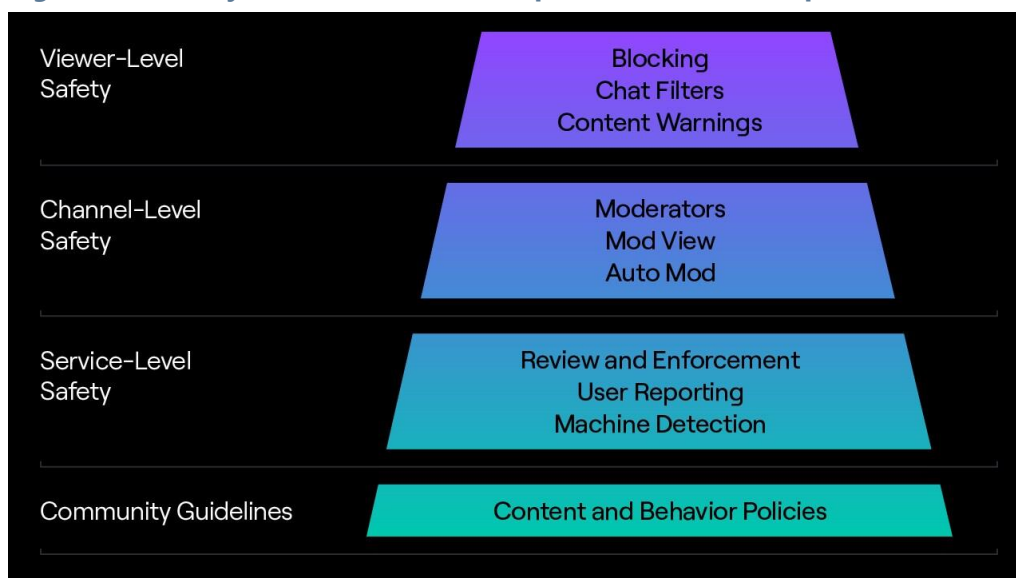 Viewer-Level
Safety
Blocking
Chat Filters
Content Warnings
Channel-Level
Safety
Moderators
Mod View
Auto Mod
Service-Level
Safety
Review and Enforcement
User Reporting
Machine Detection
Community Guidelines
Content and Behavior Policies